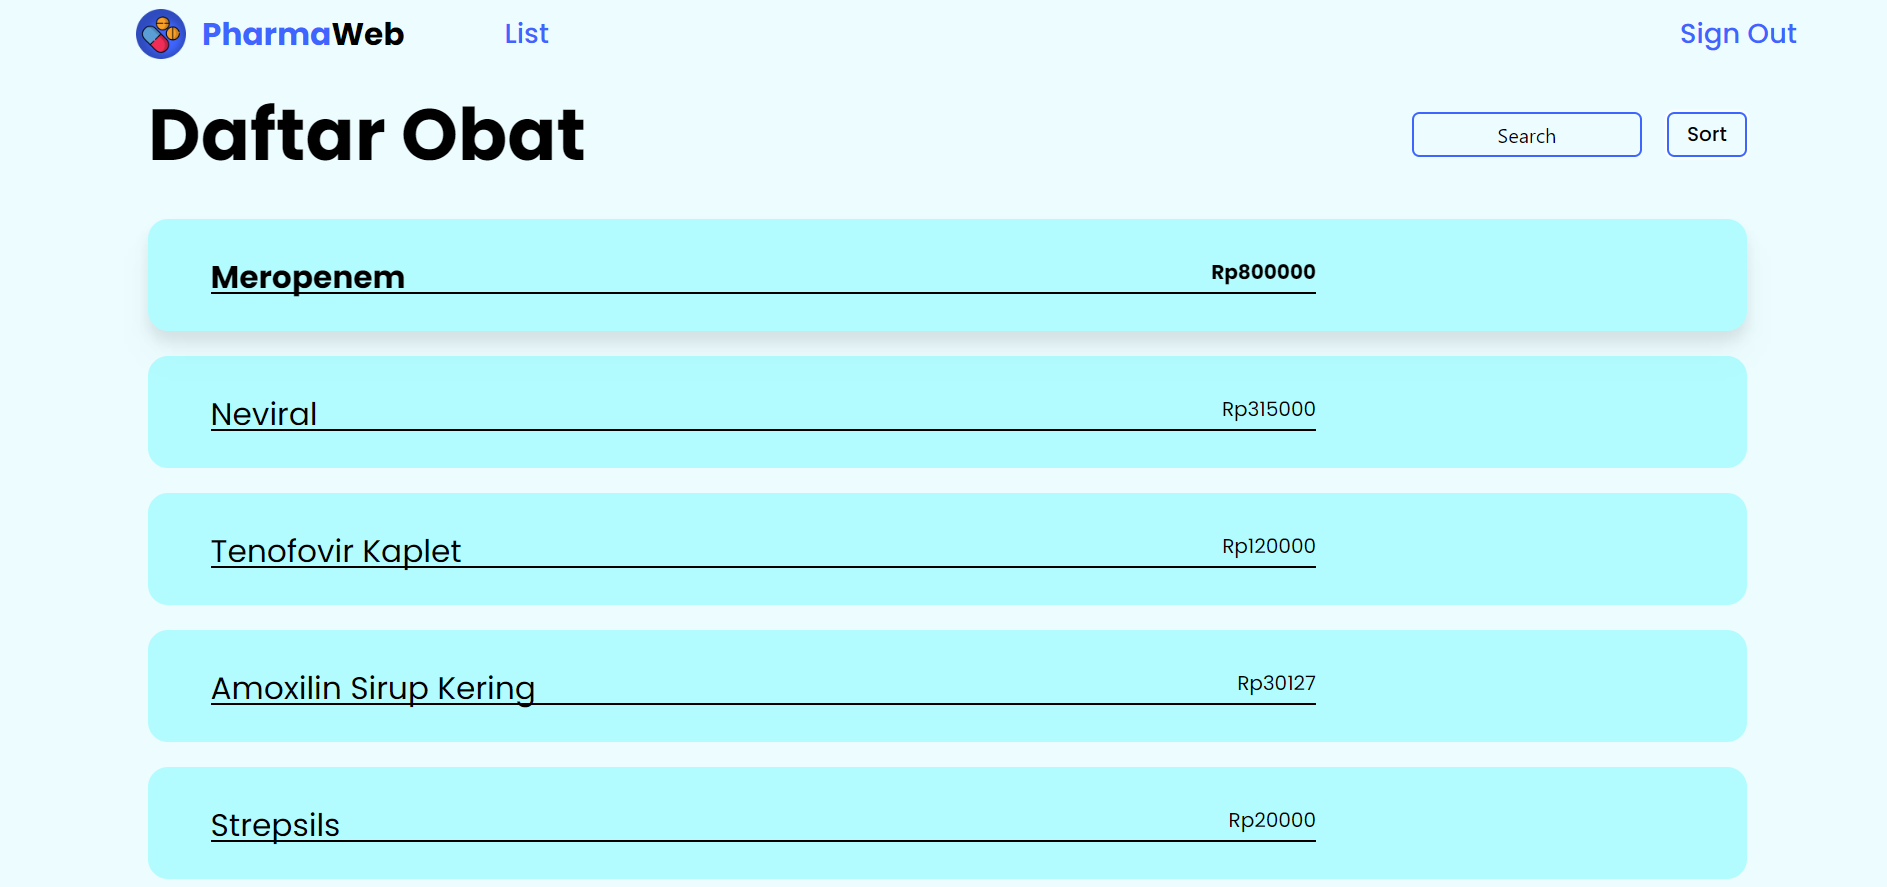 PharmaWeb List Sign Out
Daftar Obat Search Sort
Meropenem Rp800000
Neviral Rp315000
Tenofovir Kaplet Rp120000
Amoxilin Sirup Kering Rp30127
Strepsils Rp20000